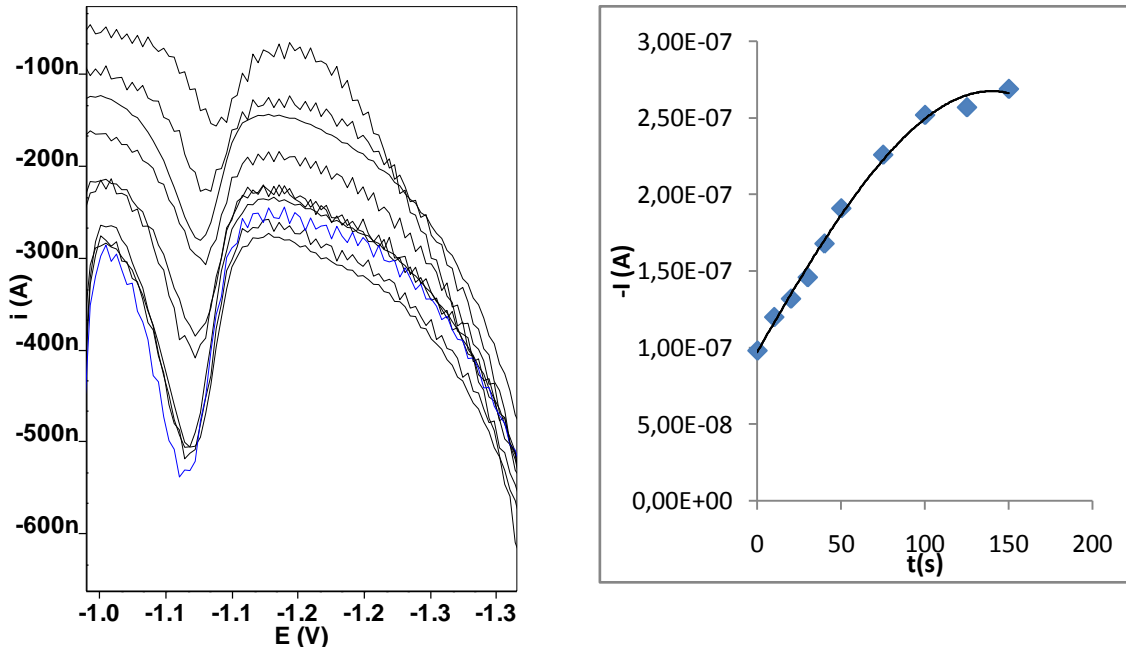 -100n
-200n
-300n
-400n
-500n
-600n
i (A)
-1.0 -1.1 -1.1 -1.2 -1.2 -1.3 -1.3
E (V)
3,00E-07
2,50E-07
2,00E-07
1,50E-07
1,00E-07
5,00E-08
0,00E+00
-I (A)
0 50 100 150 200
t(s)